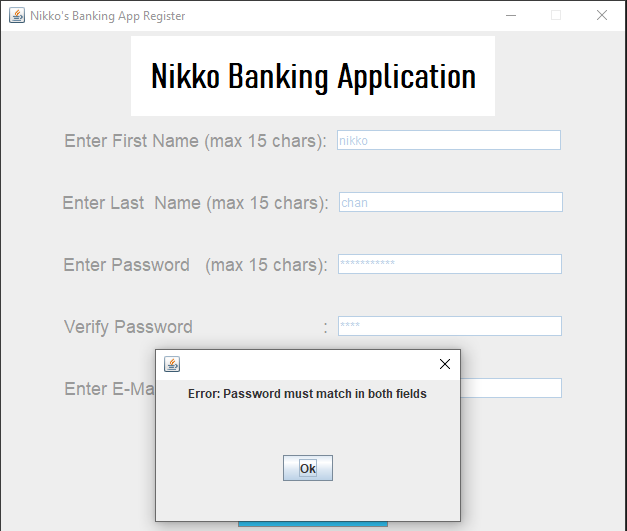 Nikko's Banking App Register
Nikko Banking Application
Enter First Name (max 15 chars): nikko
Enter Last  Name (max 15 chars): chan
Enter Password   (max 15 chars): ***********
Verify Password : ****
Enter E-Ma
Error: Password must match in both fields
Ok